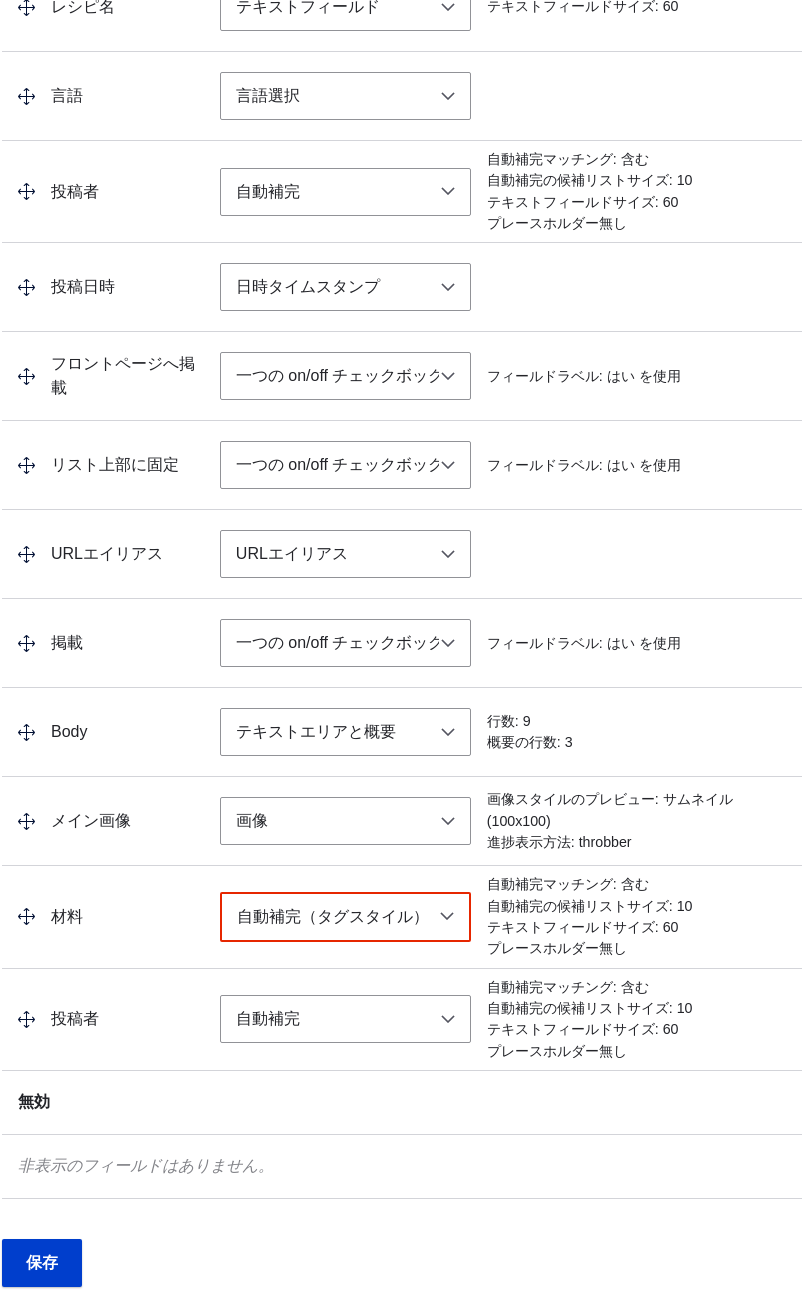 レシピ名
テキストフィールド
テキストフィールドサイズ: 60
言語
言語選択
投稿者
自動補完
自動補完マッチング: 含む
自動補完の候補リストサイズ: 10
テキストフィールドサイズ: 60
プレースホルダー無し
投稿日時
日時タイムスタンプ
フロントページへ掲
載
一つの on/off チェックボック
フィールドラベル: はい を使用
リスト上部に固定
一つの on/off チェックボック
フィールドラベル: はい を使用
URLエイリアス
URLエイリアス
掲載
一つの on/off チェックボック
フィールドラベル: はい を使用
Body
テキストエリアと概要
行数: 9
概要の行数: 3
メイン画像
画像
画像スタイルのプレビュー: サムネイル
(100x100)
進捗表示方法: throbber
材料
自動補完（タグスタイル）
自動補完マッチング: 含む
自動補完の候補リストサイズ: 10
テキストフィールドサイズ: 60
プレースホルダー無し
投稿者
自動補完
自動補完マッチング: 含む
自動補完の候補リストサイズ: 10
テキストフィールドサイズ: 60
プレースホルダー無し
無効
非表示のフィールドはありません。
保存